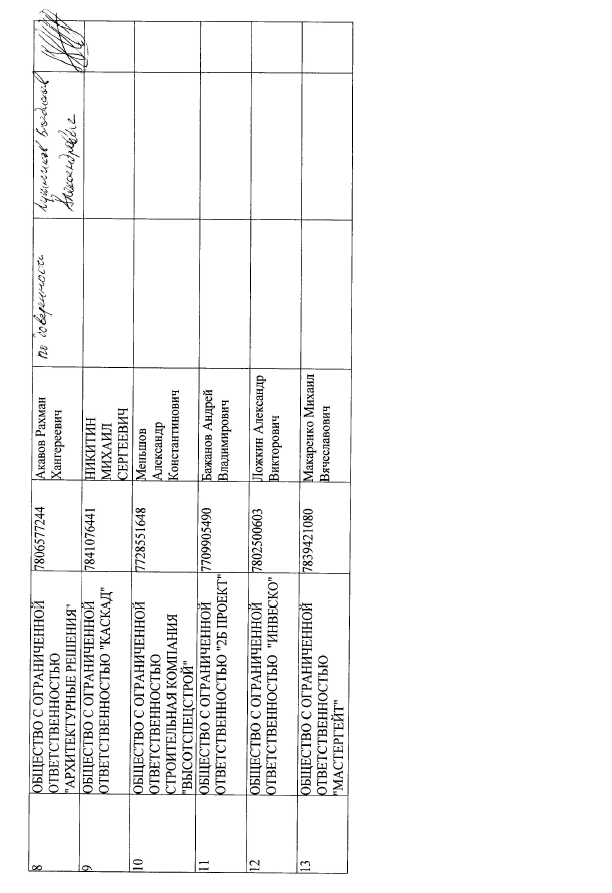 8
ОБЩЕСТВО С ОГРАНИЧЕННОЙ
ОТВЕТСТВЕННОСТЬЮ
"АРХИТЕКТУРНЫЕ РЕШЕНИЯ"
7806577244
Акавов Рахман
Хангереевич
по доверенности
Александровна
9
ОБЩЕСТВО С ОГРАНИЧЕННОЙ
ОТВЕТСТВЕННОСТЬЮ "КАСКАД"
7841076441
НИКИТИН
МИХАИЛ
СЕРГЕЕВИЧ
10
ОБЩЕСТВО С ОГРАНИЧЕННОЙ
ОТВЕТСТВЕННОСТЬЮ
СТРОИТЕЛЬНАЯ КОМПАНИЯ
"ВЫСОТСПЕЦСТРОЙ"
7728551648
Меньшов
Александр
Константинович
11
ОБЩЕСТВО С ОГРАНИЧЕННОЙ
ОТВЕТСТВЕННОСТЬЮ "2Б ПРОЕКТ"
7709905490
Бажанов Андрей
Владимирович
12
ОБЩЕСТВО С ОГРАНИЧЕННОЙ
ОТВЕТСТВЕННОСТЬЮ "ИНВЕСКО"
7802500603
Ложкин Александр
Викторович
13
ОБЩЕСТВО С ОГРАНИЧЕННОЙ
ОТВЕТСТВЕННОСТЬЮ
"МАСТЕРГЕЙТ"
7839421080
Макаренко Михаил
Вячеславович